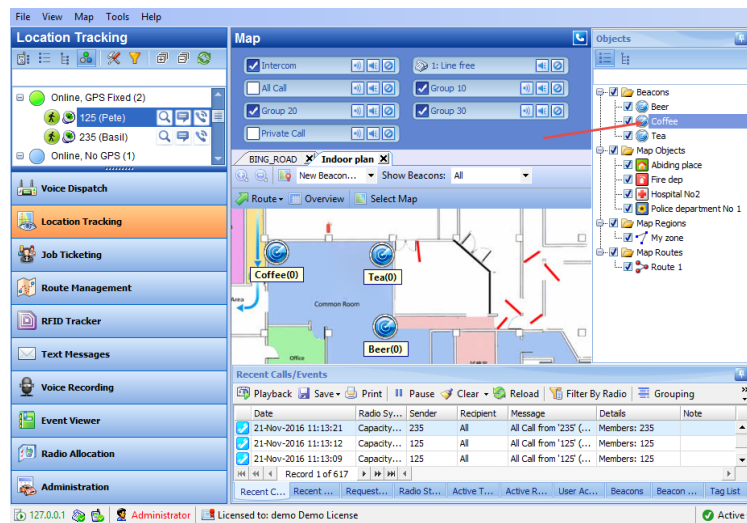 File View Map Tools Help
Location Tracking
Online, GPS Fixed (2)
125 (Pete)
235 (Basil)
Online, No GPS (1)
Voice Dispatch
Location Tracking
Job Ticketing
Route Management
RFID Tracker
Text Messages
Voice Recording
Event Viewer
Radio Allocation
Administration
Map
Intercom
1: Line free
All Call
Group 10
Group 20
Group 30
Private Call
BING_ROAD X Indoor plan X
New Beacon... Show Beacons: All
Route Overview Select Map
Coffee(0)
Tea(0)
Area
Common Room
Beer(0)
Office
Recent Calls/Events
Playback Save Print Pause Clear Reload Filter By Radio Grouping
Date Radio Sy... Sender Recipient Message Details Note
21-Nov-2016 11:13:21 Capacity... 235 All All Call from '235' (... Members: 235
21-Nov-2016 11:13:12 Capacity... 125 All All Call from '125' (... Members: 125
21-Nov-2016 11:13:09 Capacity... 125 All All Call from '125' (... Members: 125
Record 1 of 617
Recent C... Recent ... Request... Radio St... Active T... Active R... User Ac... Beacons Beacon ... Tag List
Objects
Beacons
Beer
Coffee
Tea
Map Objects
Abiding place
Fire dep
Hospital No2
Police department No 1
Map Regions
My zone
Map Routes
Route 1
127.0.0.1 Administrator Licensed to: demo Demo License Active